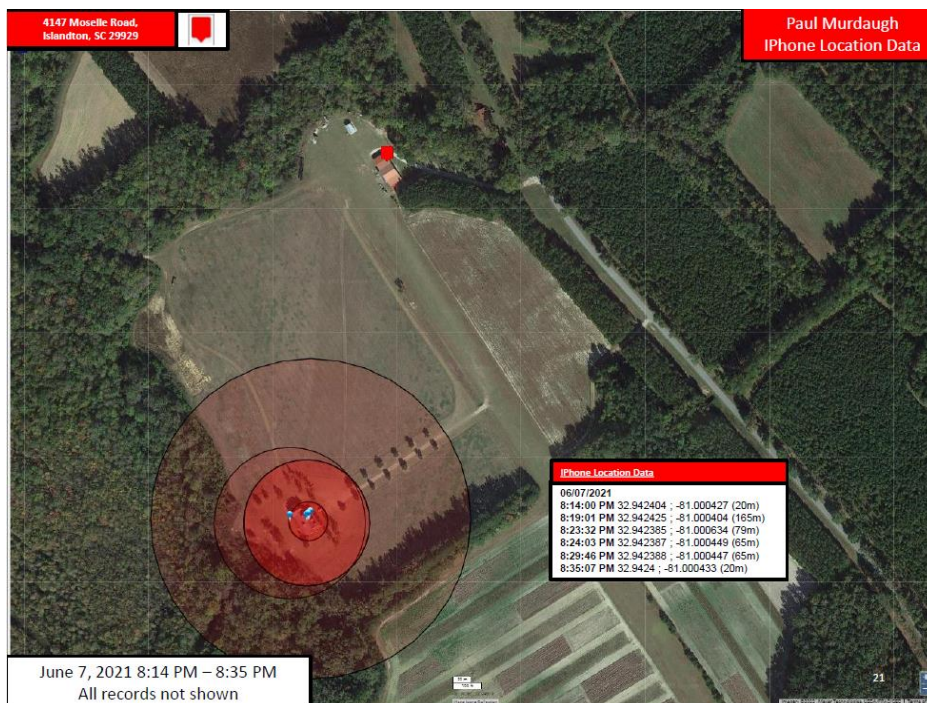 4147 Moselle Road,
Islandton, SC 29929
Paul Murdaugh
IPhone Location Data
IPhone Location Data
06/07/2021
8:14:00 PM 32.942404 ; -81.000427 (20m)
8:19:01 PM 32.942425 ; -81.000404 (165m)
8:23:32 PM 32.942385 ; -81.000634 (79m)
8:24:03 PM 32.942387 ; -81.000449 (65m)
8:29:46 PM 32.942388 ; -81.000447 (65m)
8:35:07 PM 32.9424 ; -81.000433 (20m)
June 7, 2021 8:14 PM – 8:35 PM
All records not shown
21